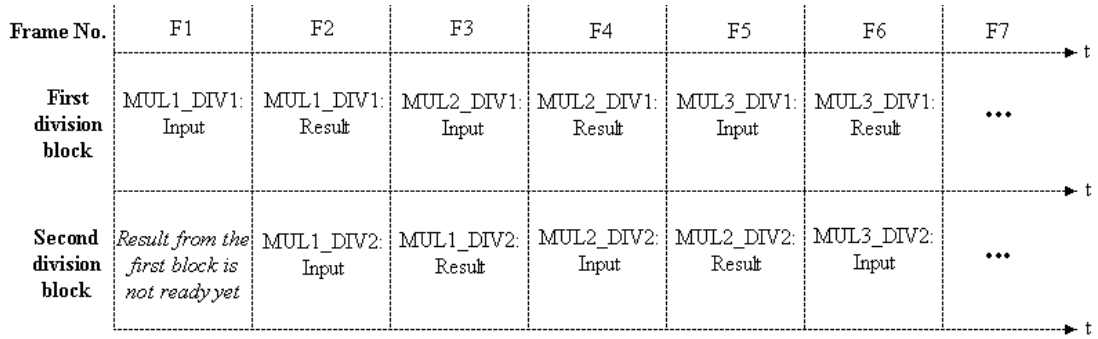 Frame No. F1 F2 F3 F4 F5 F6 F7
t
First division block
MUL1_DIV1: Input
MUL1_DIV1: Result
MUL2_DIV1: Input
MUL2_DIV1: Result
MUL3_DIV1: Input
MUL3_DIV1: Result
•••
t
Second division block
Result from the first block is not ready yet
MUL1_DIV2: Input
MUL1_DIV2: Result
MUL2_DIV2: Input
MUL2_DIV2: Result
MUL3_DIV2: Input
•••
t